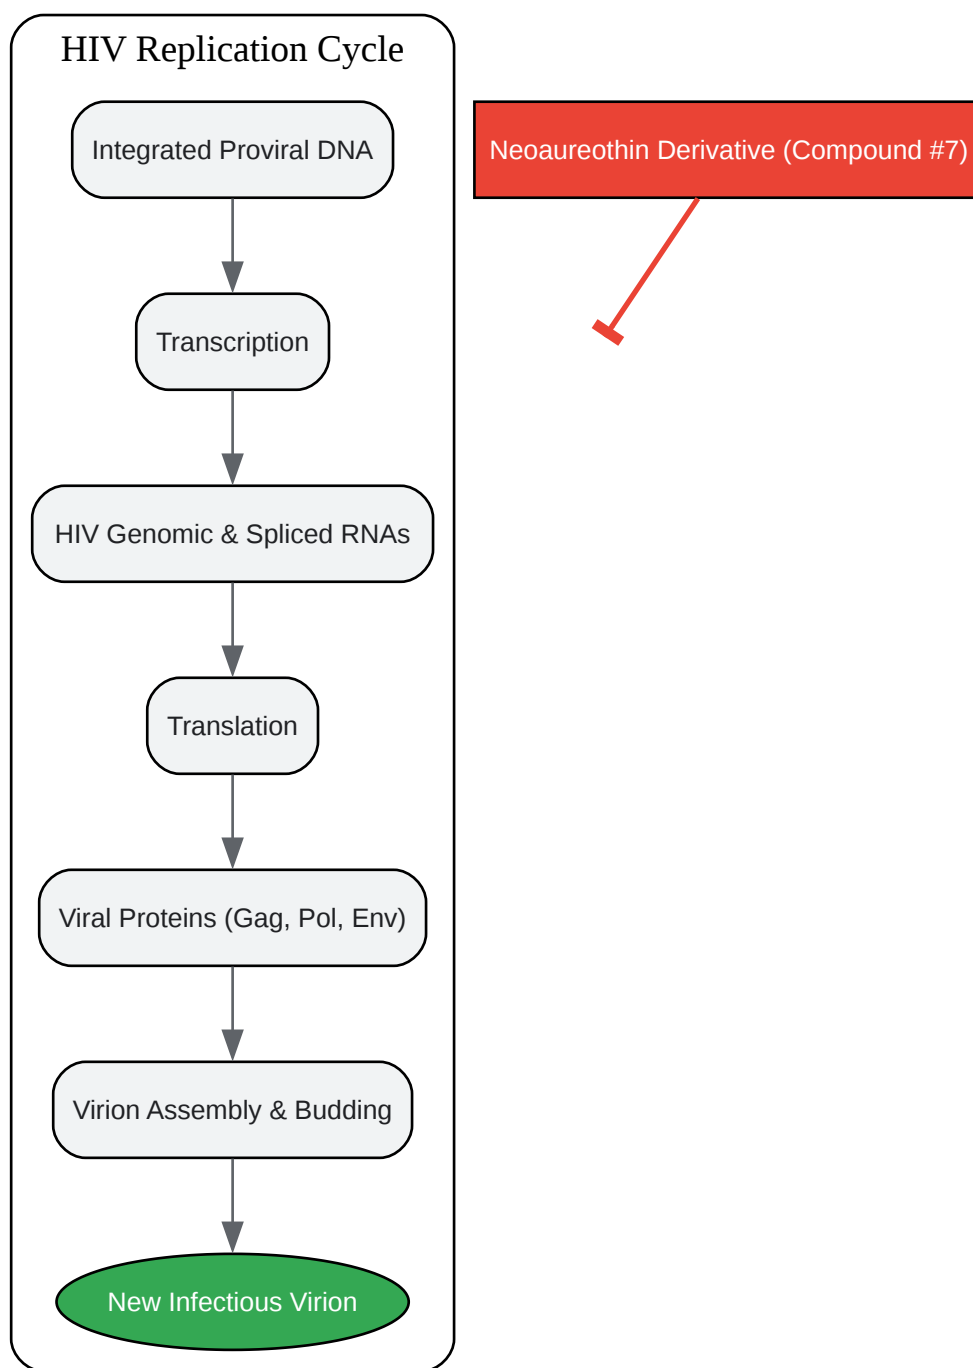 HIV Replication Cycle
Integrated Proviral DNA
Neoaureothin Derivative (Compound #7)
Transcription
HIV Genomic & Spliced RNAs
Translation
Viral Proteins (Gag, Pol, Env)
Virion Assembly & Budding
New Infectious Virion